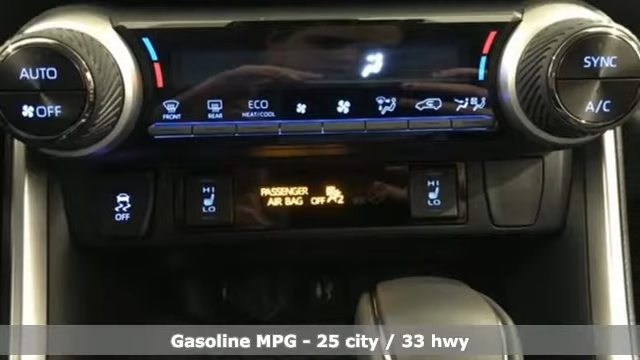 AUTO
OFF
SYNC
A/C
FRONT
REAR
ECO
HEAT/COOL
OFF
HI
LO
PASSENGER
AIR BAG OFF 2
HI
LO
Gasoline MPG - 25 city / 33 hwy